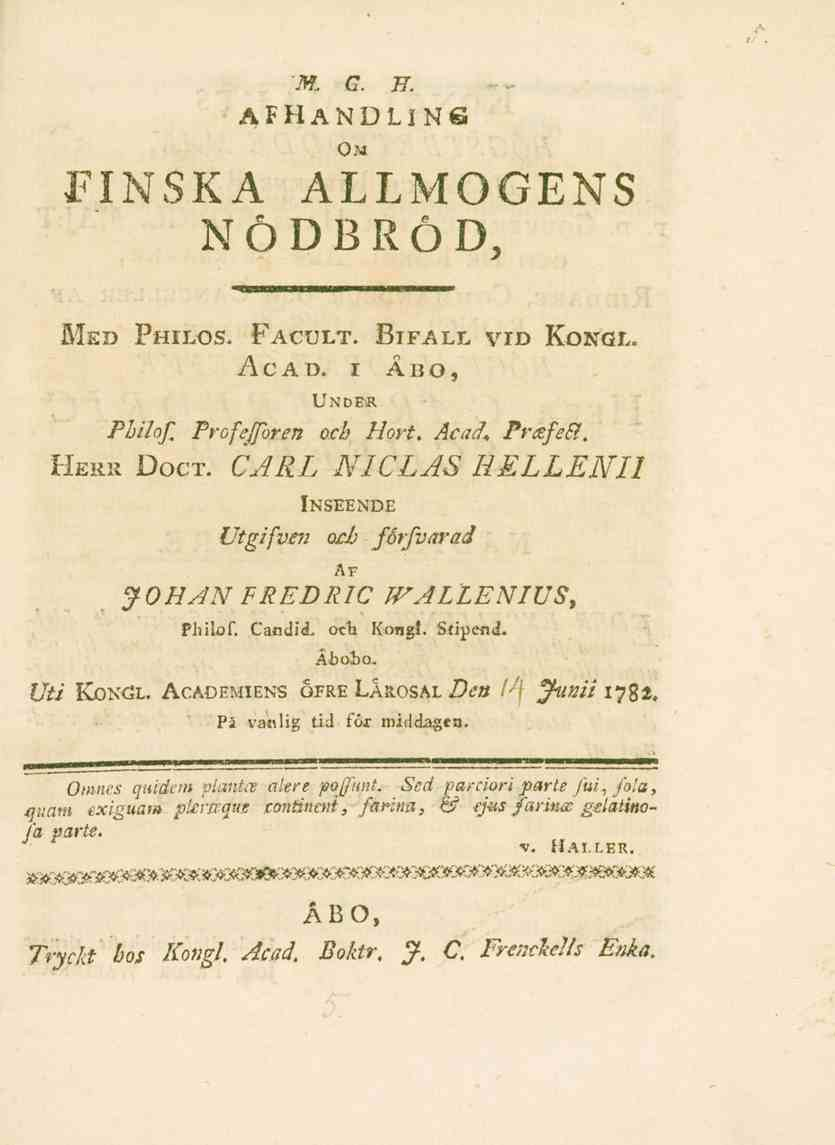 M. G. H.
AFHANDLING
OM
FINSKA ALLMOGENS
NÖDBRÖD,
MED PHILOS. FACULT. BIFALL VID KONGL.
ACAD. I ÅBO,
UNDER
Philoſ. Profeſſoren och Hort. Acad. Præfect.
HERR DOCT. CARL NICLAS HELLENII
INSEENDE
Utgifven och förſvarad
AF
JOHAN FREDRIC WALLENIUS,
Philoſ. Candid. och Kongl. Stipend.
Åbobo.
Uti KONGL. ACADEMIENS ÖFRE LÄROSAL Den 14 Junii 1782.
På vanlig tid för middagen.
Omnes quidem plantæ alere poſſunt. Sed parciori parte ſui, ſola,
quam exiguam pleræque continent, farina, & ejus farinæ gelatino-
ſa parte.
v. HALLER.
ÅBO,
Tryckt hos Kongl. Acad. Boktr. J. C. Frenckells Enka.
5.